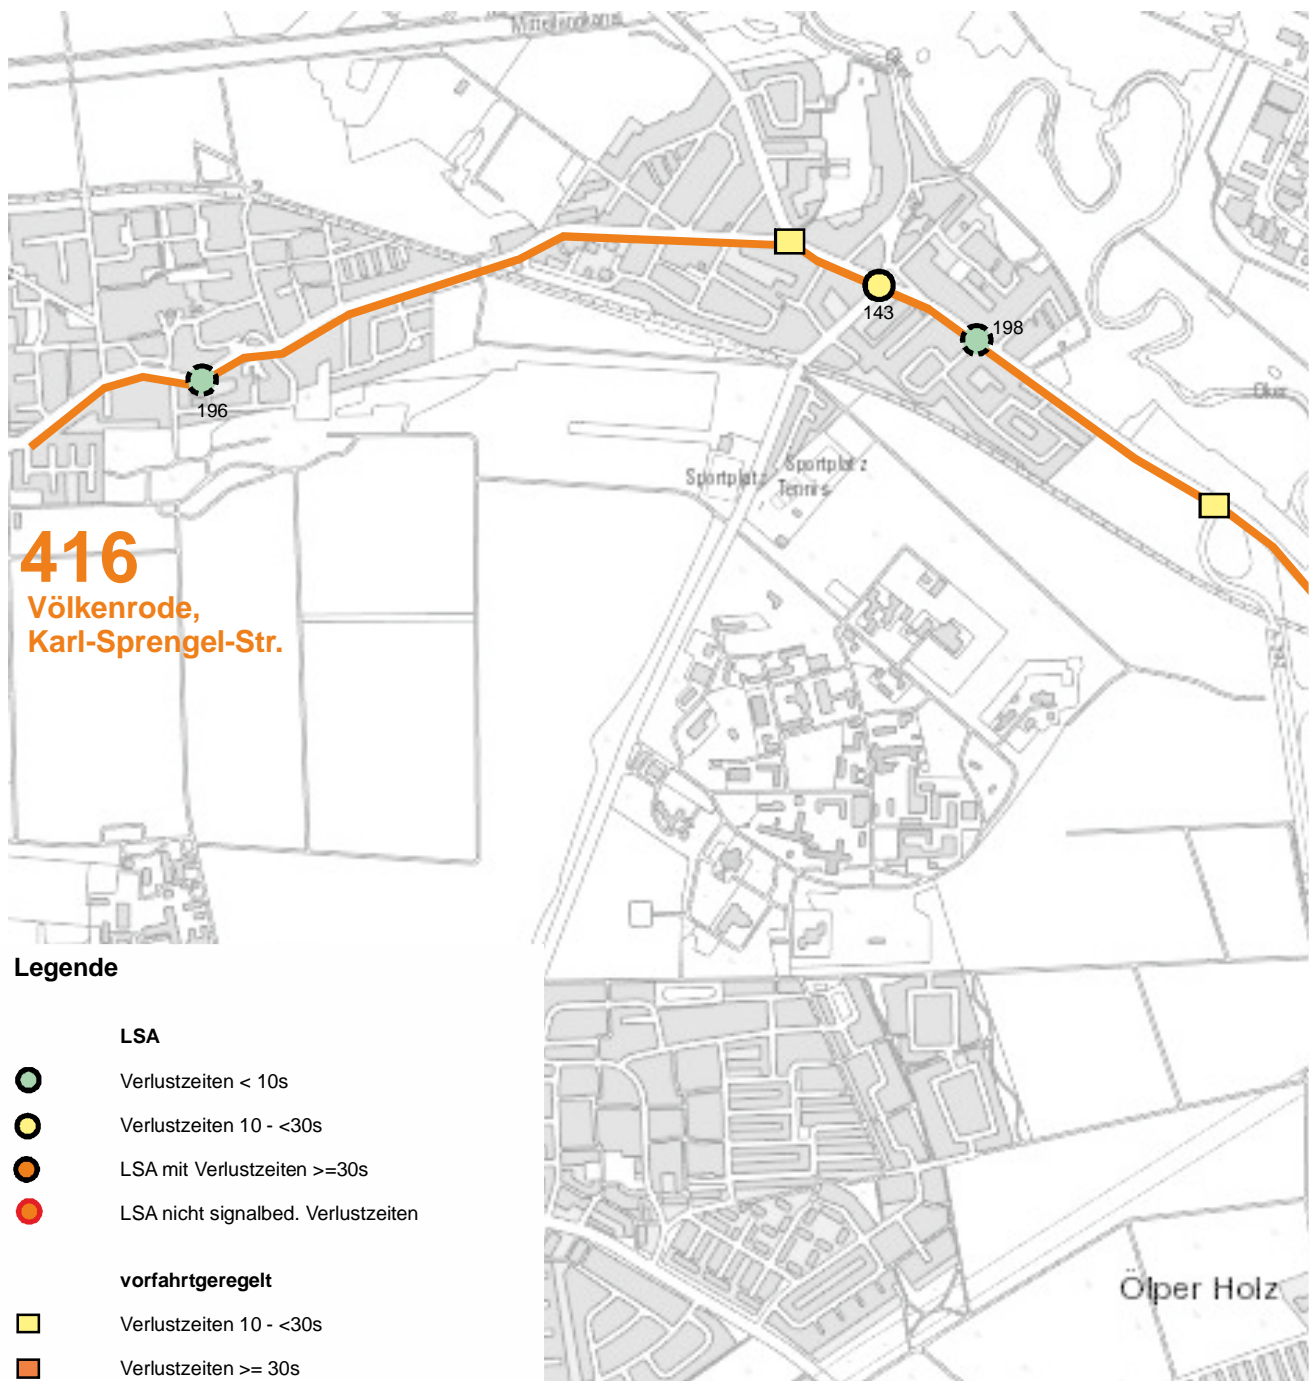 Mittellandkanal
143
198
196
Oker
Sportplatz
Sportplatz
Tennis
416
Völkenrode,
Karl-Sprengel-Str.
Legende
LSA
Verlustzeiten < 10s
Verlustzeiten 10 - <30s
LSA mit Verlustzeiten >=30s
LSA nicht signalbed. Verlustzeiten
vorfahrtgeregelt
Verlustzeiten 10 - <30s
Verlustzeiten >= 30s
Ölper Holz